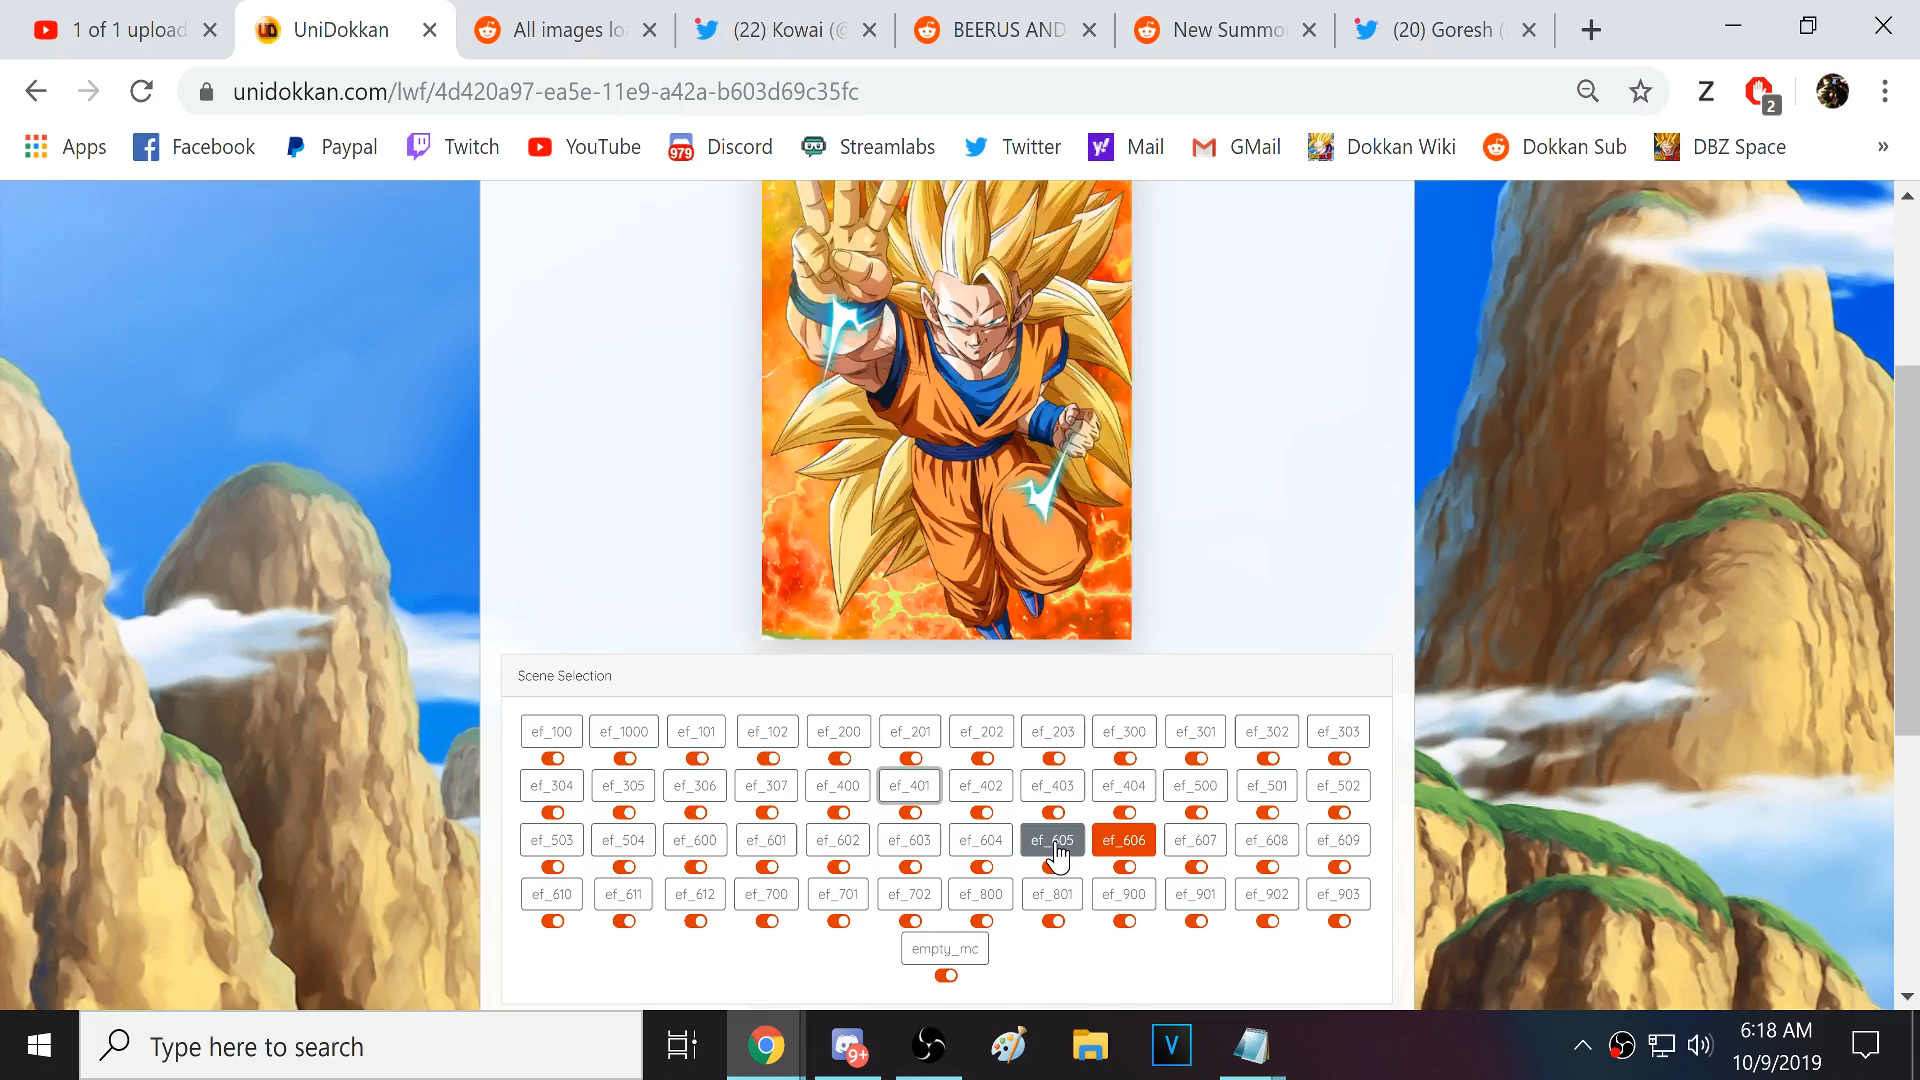 1 of 1 upload
UniDokkan
All images lo
(22) Kowai (@
BEERUS AND
New Summo
(20) Goresh (
unidokkan.com/lwf/4d420a97-ea5e-11e9-a42a-b603d69c35fc
Z
2
Apps
Facebook
Paypal
Twitch
YouTube
979
Discord
Streamlabs
Twitter
y!
Mail
GMail
Dokkan Wiki
Dokkan Sub
DBZ Space
»
Scene Selection
ef_100 ef_1000 ef_101 ef_102 ef_200 ef_201 ef_202 ef_203 ef_300 ef_301 ef_302 ef_303
ef_304 ef_305 ef_306 ef_307 ef_400 ef_401 ef_402 ef_403 ef_404 ef_500 ef_501 ef_502
ef_503 ef_504 ef_600 ef_601 ef_602 ef_603 ef_604 ef_605 ef_606 ef_607 ef_608 ef_609
ef_610 ef_611 ef_612 ef_700 ef_701 ef_702 ef_800 ef_801 ef_900 ef_901 ef_902 ef_903
empty_mc
Type here to search
9+
V
6:18 AM
10/9/2019